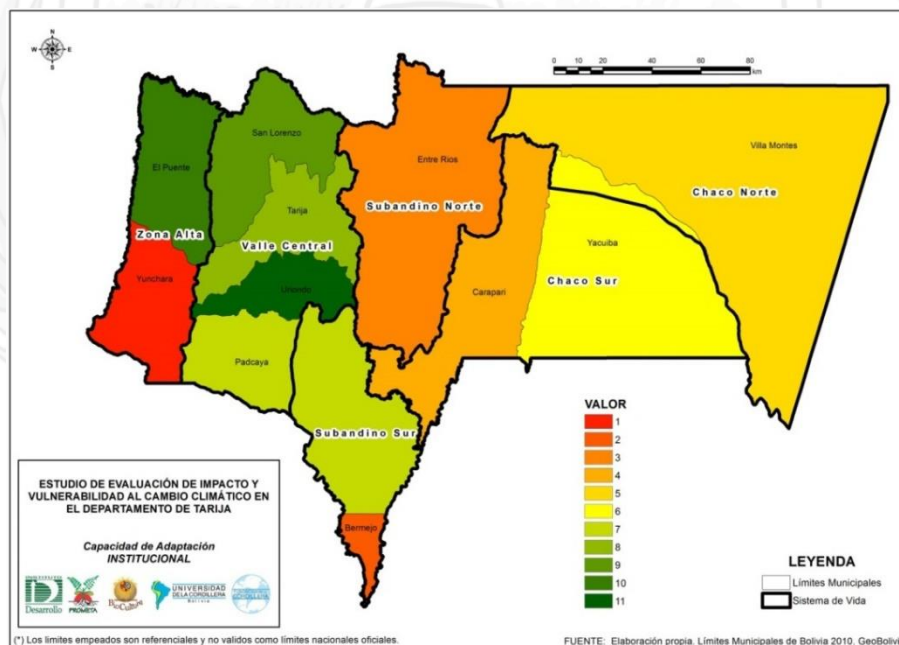 N
W E
S
0 20 40 60 80
km
San Lorenzo
El Puente
Entre Rios
Villa Montes
Tarija
Chaco Norte
Subandino Norte
Zona Alta
Valle Central
Yacuiba
Yunchara
Uriondo
Carapari
Chaco Sur
Padcaya
Subandino Sur
Bermejo
VALOR
1
2
3
4
5
6
7
8
9
10
11
ESTUDIO DE EVALUACIÓN DE IMPACTO Y
VULNERABILIDAD AL CAMBIO CLIMÁTICO EN
EL DEPARTAMENTO DE TARIJA
Capacidad de Adaptación
INSTITUCIONAL
Desarrollo
PROMETA
BioCultura
UNIVERSIDAD
DE LA CORDILLERA
Bolivia
LEYENDA
Límites Municipales
Sistema de Vida
(*) Los limites empeados son referenciales y no validos como límites nacionales oficiales.
FUENTE: Elaboración propia. Límites Municipales de Bolivia 2010. GeoBolivi